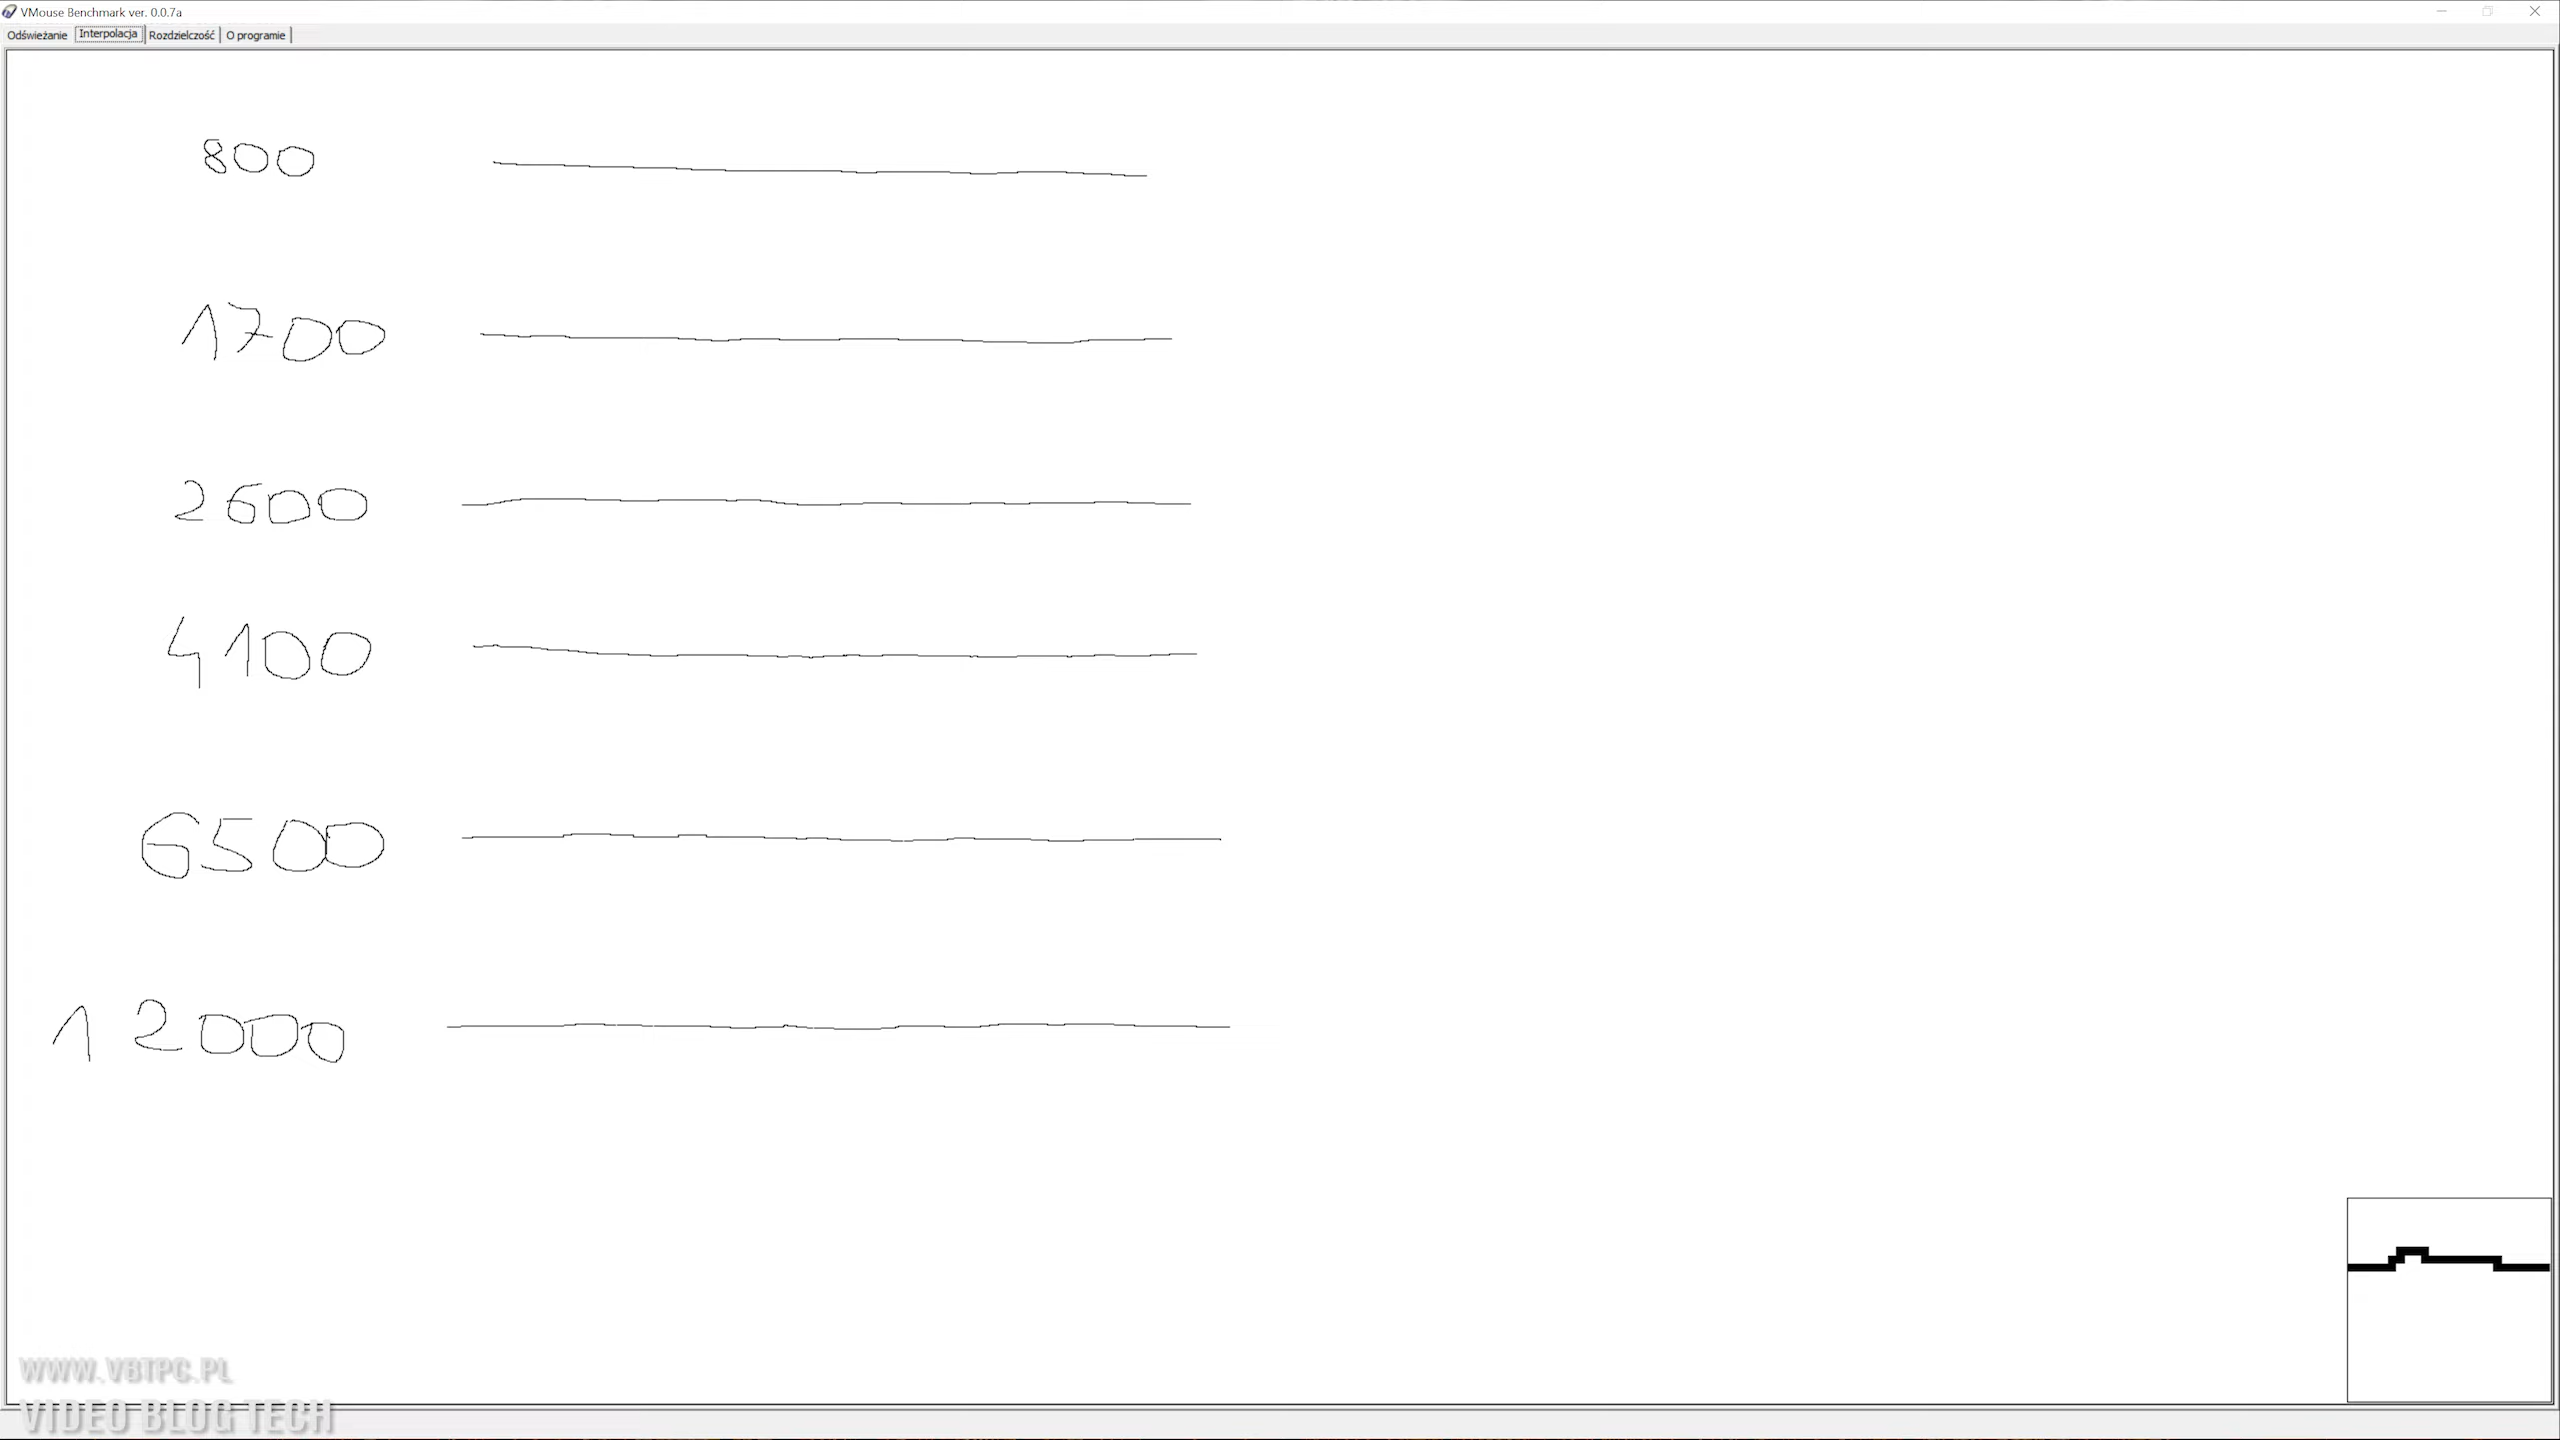 VMouse Benchmark ver. 0.0.7a
Odświeżanie Interpolacja Rozdzielczość O programie
800
1700
2600
4100
6500
12000
WWW.VBTPC.PL
VIDEO BLOG TECH